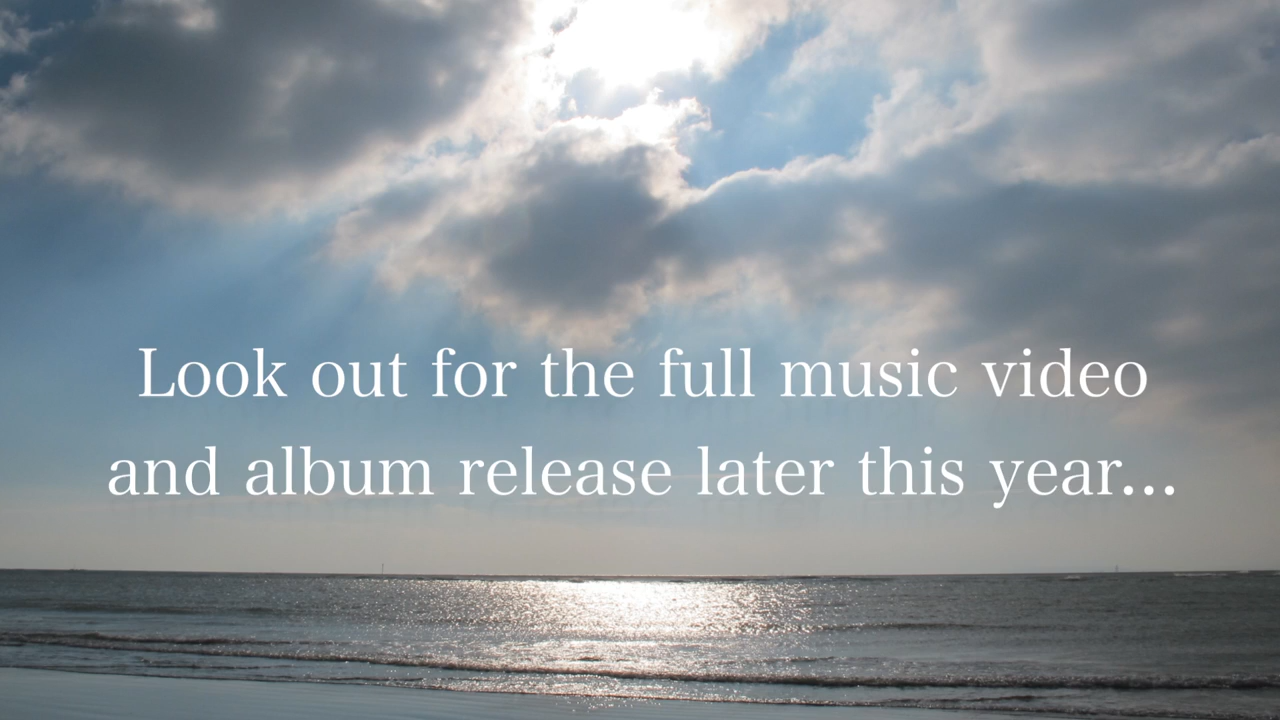 Look out for the full music video
and album release later this year...